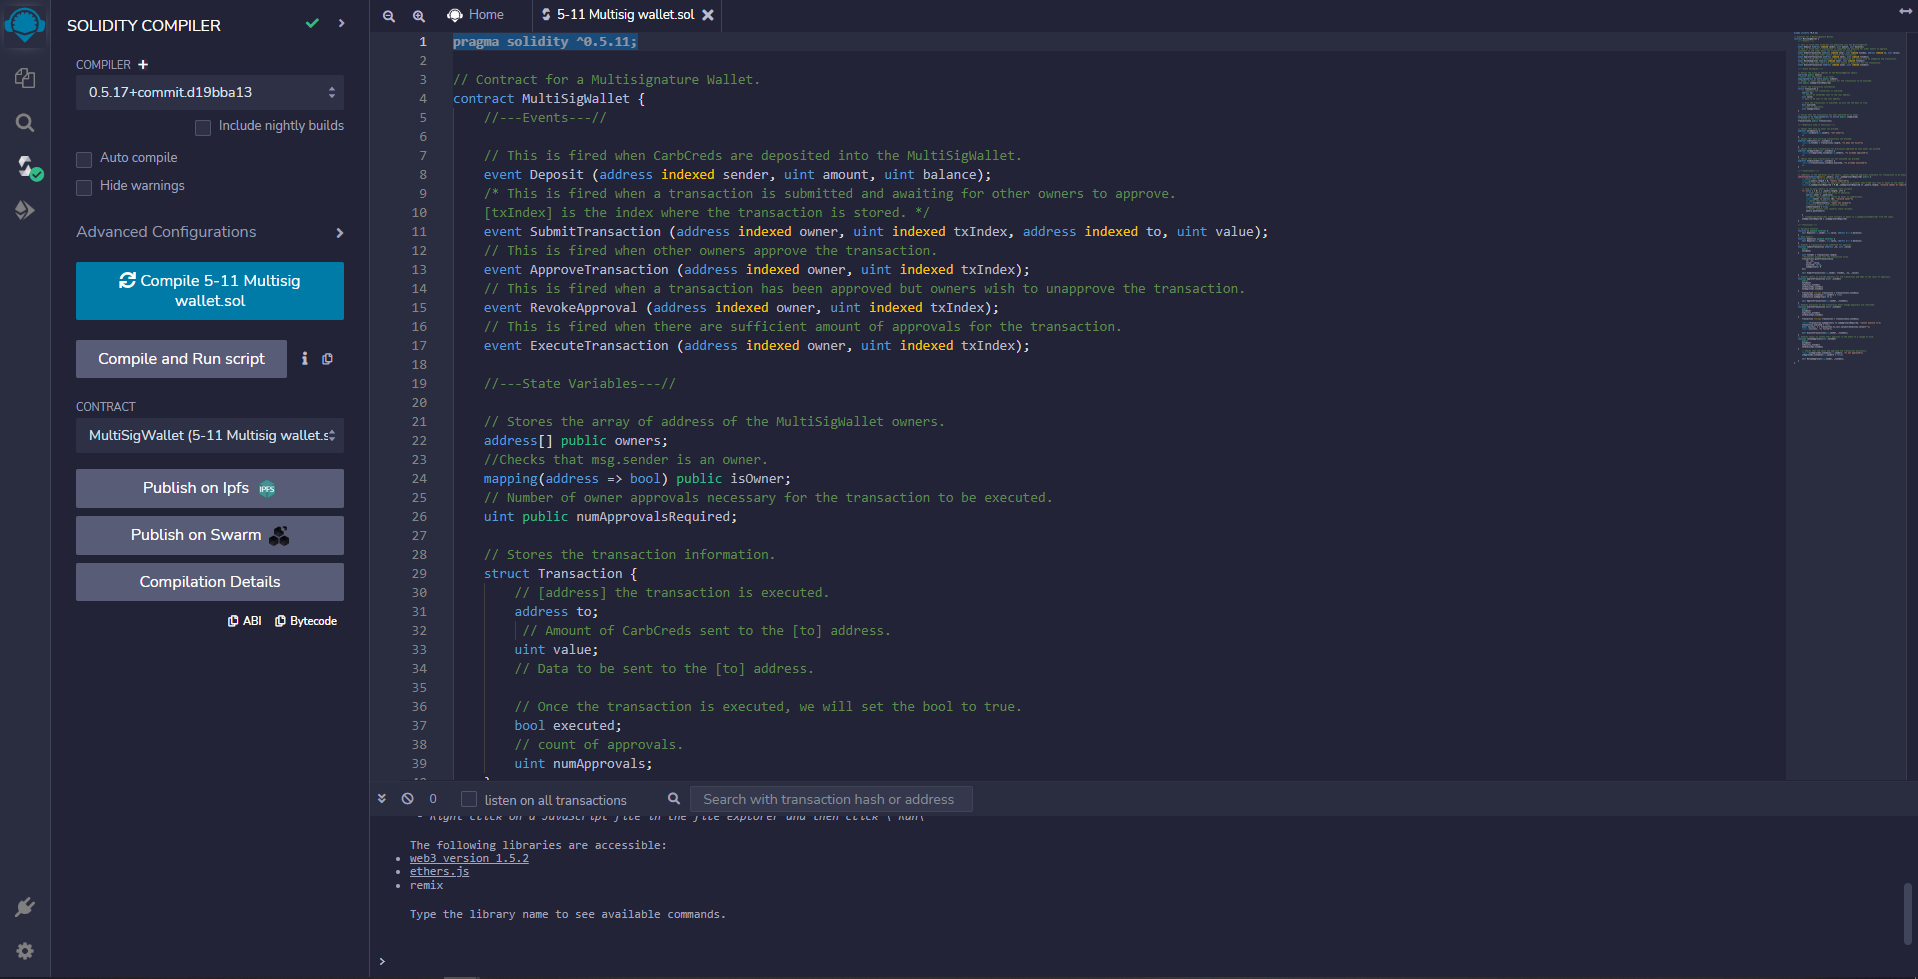 SOLIDITY COMPILER
COMPILER +
0.5.17+commit.d19bba13
Include nightly builds
Auto compile
Hide warnings
Advanced Configurations
Compile 5-11 Multisig
wallet.sol
Compile and Run script
CONTRACT
MultiSigWallet (5-11 Multisig wallet.s
Publish on Ipfs IPFS
Publish on Swarm
Compilation Details
ABI Bytecode
Home 5-11 Multisig wallet.sol
1 pragma solidity ^0.5.11;
2
3 // Contract for a Multisignature Wallet.
4 contract MultiSigWallet {
5 //---Events---//
6
7 // This is fired when CarbCreds are deposited into the MultiSigWallet.
8 event Deposit (address indexed sender, uint amount, uint balance);
9 /* This is fired when a transaction is submitted and awaiting for other owners to approve.
10 [txIndex] is the index where the transaction is stored. */
11 event SubmitTransaction (address indexed owner, uint indexed txIndex, address indexed to, uint value);
12 // This is fired when other owners approve the transaction.
13 event ApproveTransaction (address indexed owner, uint indexed txIndex);
14 // This is fired when a transaction has been approved but owners wish to unapprove the transaction.
15 event RevokeApproval (address indexed owner, uint indexed txIndex);
16 // This is fired when there are sufficient amount of approvals for the transaction.
17 event ExecuteTransaction (address indexed owner, uint indexed txIndex);
18
19 //---State Variables---//
20
21 // Stores the array of address of the MultiSigWallet owners.
22 address[] public owners;
23 //Checks that msg.sender is an owner.
24 mapping(address => bool) public isOwner;
25 // Number of owner approvals necessary for the transaction to be executed.
26 uint public numApprovalsRequired;
27
28 // Stores the transaction information.
29 struct Transaction {
30 // [address] the transaction is executed.
31 address to;
32 // Amount of CarbCreds sent to the [to] address.
33 uint value;
34 // Data to be sent to the [to] address.
35
36 // Once the transaction is executed, we will set the bool to true.
37 bool executed;
38 // count of approvals.
39 uint numApprovals;
0 listen on all transactions Search with transaction hash or address
- Right click on a JavaScript file in the file explorer and then click \`Run\
The following libraries are accessible:
• web3 version 1.5.2
• ethers.js
• remix
Type the library name to see available commands.
>